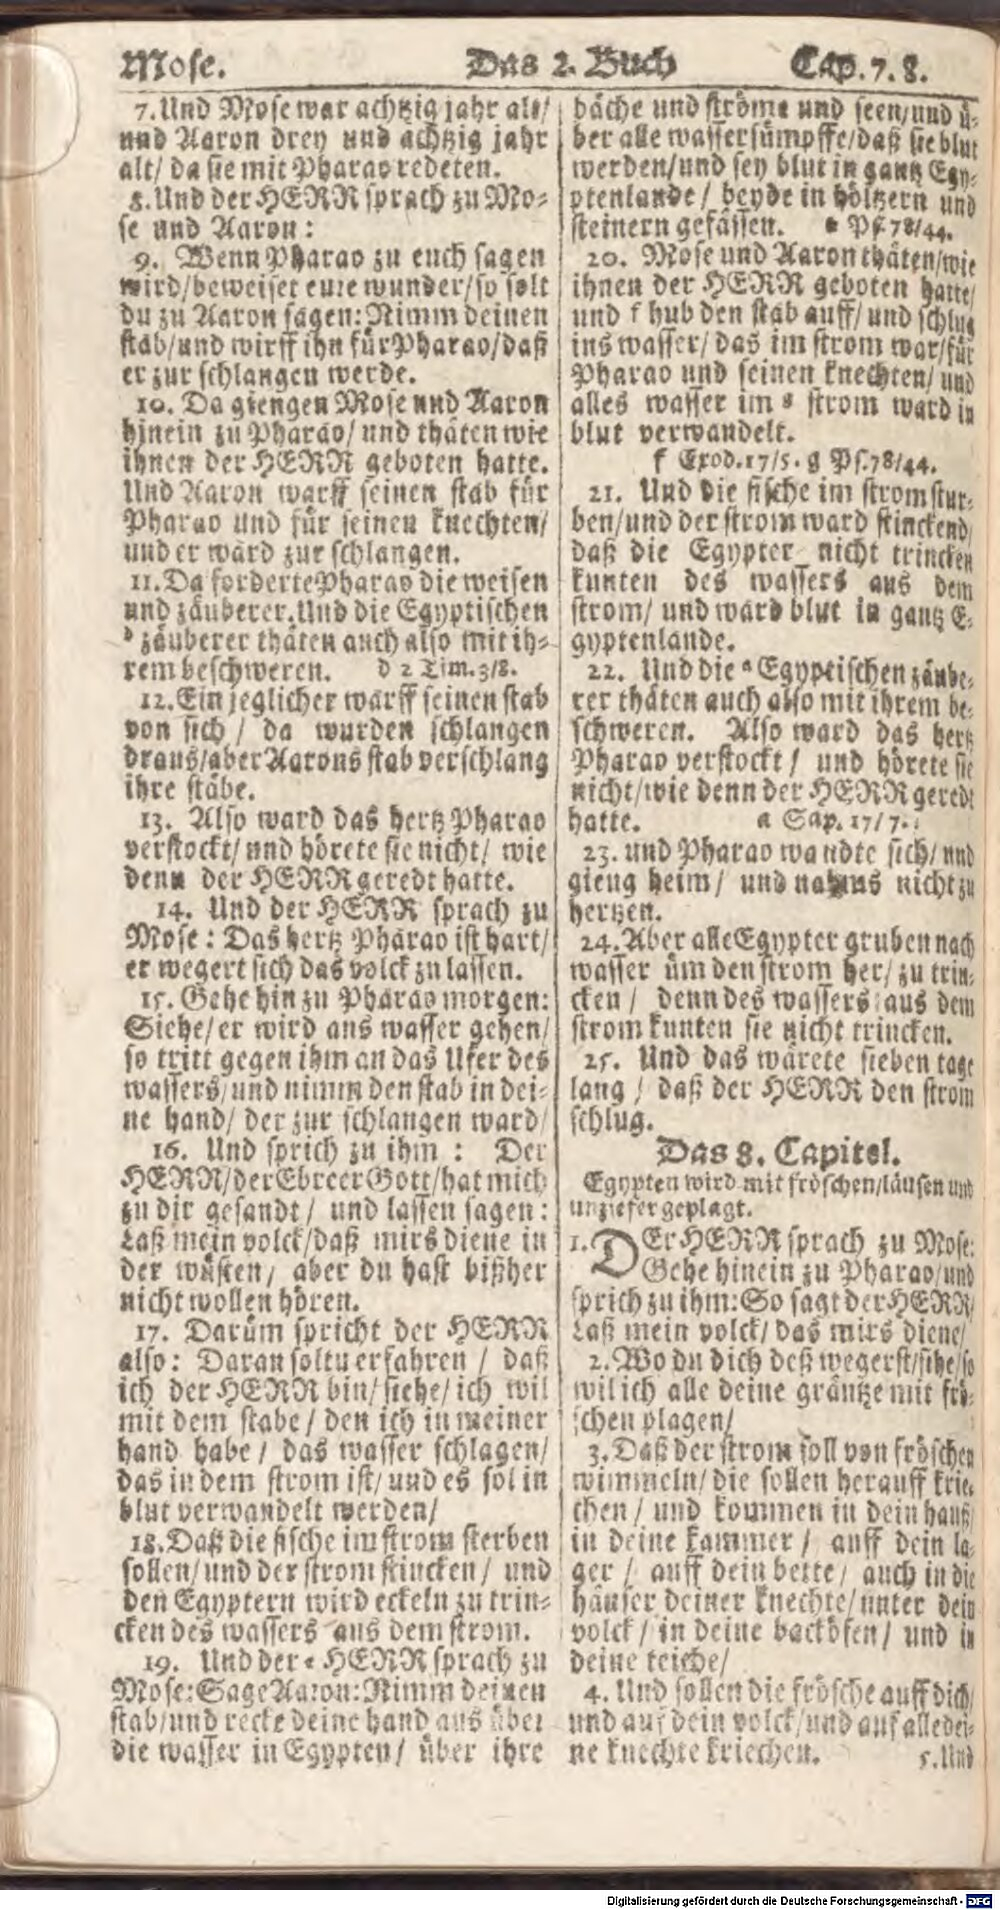 Mose. Das 2. Buch Cap. 7. 8.
7. Und Mose war achtzig jahr alt/
und Aaron drey und achtzig jahr
alt/ da sie mit Pharao redeten.
8. Und der HERR sprach zu Mo-
se und Aaron:
9. Wenn Pharao zu euch sagen
wird/beweiset eure wunder/so solt
du zu Aaron sagen: Nimm deinen
stab/und wirff ihn für Pharao/daß
er zur schlangen werde.
10. Da giengen Mose und Aaron
hinein zu Pharao/ und thäten wie
ihnen der HERR geboten hatte.
Und Aaron warff seinen stab für
Pharao und für seinen knechten/
und er ward zur schlangen.
11. Da forderte Pharao die weisen
und zäuberer. Und die Egyptischen
d zäuberer thäten auch also mit ih-
rem beschweren. d 2 Tim. 3/8.
12. Ein jeglicher warff seinen stab
von sich/ da wurden schlangen
draus/aber Aarons stab verschlang
ihre stäbe.
13. Also ward das hertz Pharao
verstockt/ und hörete sie nicht/ wie
denn der HERR geredt hatte.
14. Und der HERR sprach zu
Mose: Das hertz Pharao ist hart/
er wegert sich das volck zu lassen.
15. Gehe hin zu Pharao morgen:
Siehe/er wird ans wasser gehen/
so tritt gegen ihm an das Ufer des
wassers/und nimm den stab in dei-
ne hand/ der zur schlangen ward/
16. Und sprich zu ihm: Der
HERR/der Ebreer Gott/hat mich
zu dir gesandt/ und lassen sagen:
Laß mein volck/daß mirs diene in
der wüsten/ aber du hast bißher
nicht wollen hören.
17. Darüm spricht der HERR
also: Daran soltu erfahren/ daß
ich der HERR bin/siehe/ich wil
mit dem stabe/ den ich in meiner
hand habe/ das wasser schlagen/
das in dem strom ist/und es sol in
blut verwandelt werden/
18. Daß die fische im strom sterben
sollen/und der strom stincken/ und
den Egyptern wird eckeln zu trin-
cken des wassers aus dem strom.
19. Und der e HERR sprach zu
Mose: Sage Aaron: Nimm deinen
stab/und recke deine hand aus über
die wasser in Egypten/ über ihre
bäche und ströme und seen/und ü-
ber alle wassersümpffe/daß sie blut
werden/und sey blut in gantz Egy-
ptenlande/ beyde in höltzern und
steinern gefässen. e Ps. 78/44.
20. Mose und Aaron thäten/wie
ihnen der HERR geboten hatte/
und f hub den stab auff/ und schlug
ins wasser/ das im strom war/für
Pharao und seinen knechten/ und
alles wasser im g strom ward in
blut verwandelt.
f Exod. 17/5. g Ps. 78/44.
21. Und die fische im strom stur-
ben/und der strom ward stinckend/
daß die Egypter nicht trincken
kunten des wassers aus dem
strom/ und ward blut in gantz E-
gyptenlande.
22. Und die a Egyptischen zäube-
rer thäten auch also mit ihrem be-
schweren. Also ward das hertz
Pharao verstockt/ und hörete sie
nicht/wie denn der HERR geredt
hatte. a Sap. 17/7.
23. und Pharao wandte sich/ und
gieng heim/ und nahms nicht zu
hertzen.
24. Aber alle Egypter gruben nach
wasser üm den strom her/ zu trin-
cken/ denn des wassers aus dem
strom kunten sie nicht trincken.
25. Und das wärete sieben tage
lang/ daß der HERR den strom
schlug.
Das 8. Capitel.
Egypten wird mit fröschen/läusen und
unziefer geplagt.
1. DEr HERR sprach zu Mose:
Gehe hinein zu Pharao/und
sprich zu ihm: So sagt der HERR/
Laß mein volck/ das mirs diene/
2. Wo du dich deß wegerst/sihe/so
wil ich alle deine gräntze mit frö-
schen plagen/
3. Daß der strom soll von fröschen
wimmeln/ die sollen herauff krie-
chen/ und kommen in dein hauß/
in deine kammer/ auff dein la-
ger/ auff dein bette/ auch in die
häuser deiner knechte/unter dein
volck/ in deine backöfen/ und in
deine teiche/
4. Und sollen die frösche auff dich/
und auf dein volck/und auf alle dei-
ne knechte kriechen. 5. Und
Digitalisierung gefördert durch die Deutsche Forschungsgemeinschaft - DFG